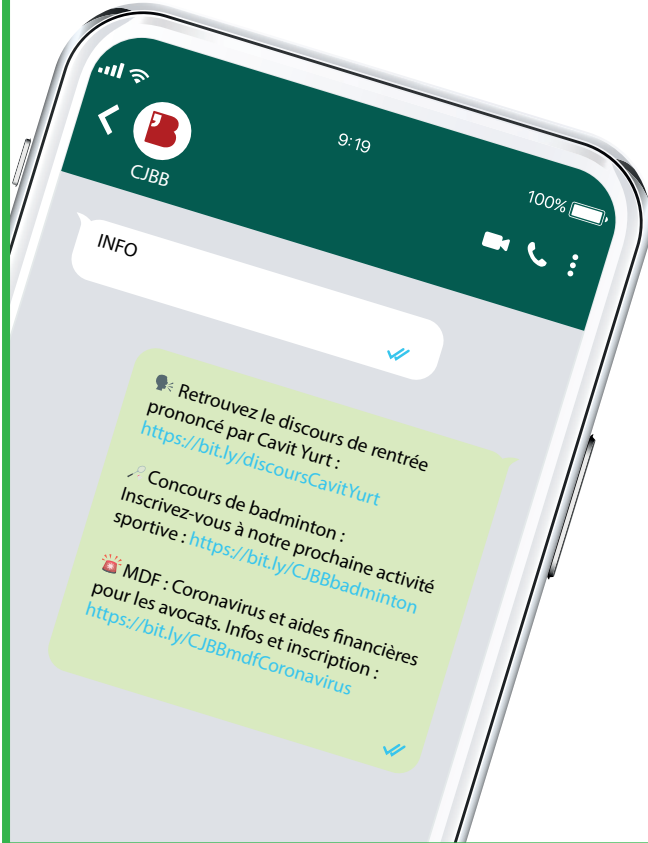 9:19
100%
CJBB
INFO
🗣 Retrouvez le discours de rentrée
prononcé par Cavit Yurt :
https://bit.ly/discoursCavitYurt
Concours de badminton :
Inscrivez-vous à notre prochaine activité
sportive : https://bit.ly/CJBBbadminton
🚨 MDF : Coronavirus et aides financières
pour les avocats. Infos et inscription :
https://bit.ly/CJBBmdfCoronavirus